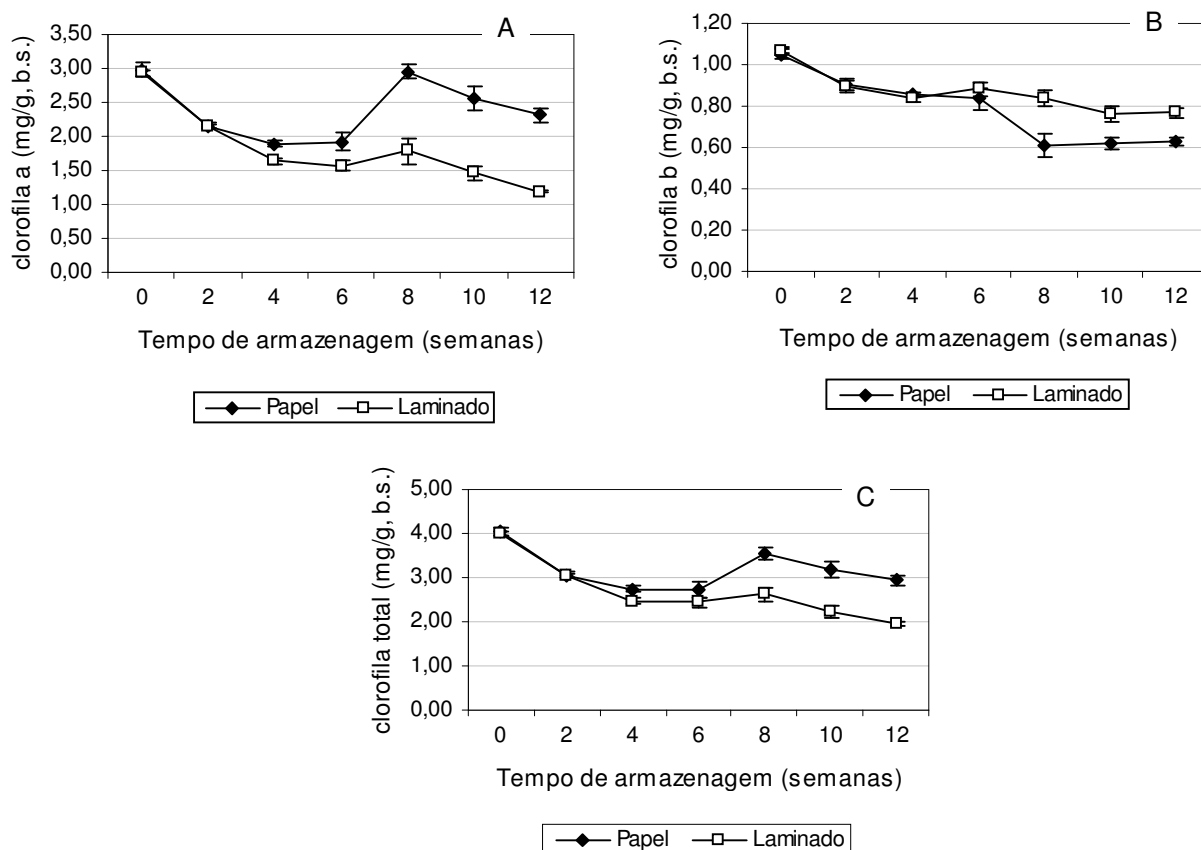 A
clorofila a (mg/g, b.s.)
3,50
3,00
2,50
2,00
1,50
1,00
0,50
0,00
0 2 4 6 8 10 12
Tempo de armazenagem (semanas)
Papel Laminado
B
clorofila b (mg/g, b.s.)
1,20
1,00
0,80
0,60
0,40
0,20
0,00
0 2 4 6 8 10 12
Tempo de armazenagem (semanas)
Papel Laminado
C
clorofila total (mg/g, b.s.)
5,00
4,00
3,00
2,00
1,00
0,00
0 2 4 6 8 10 12
Tempo de armazenagem (semanas)
Papel Laminado